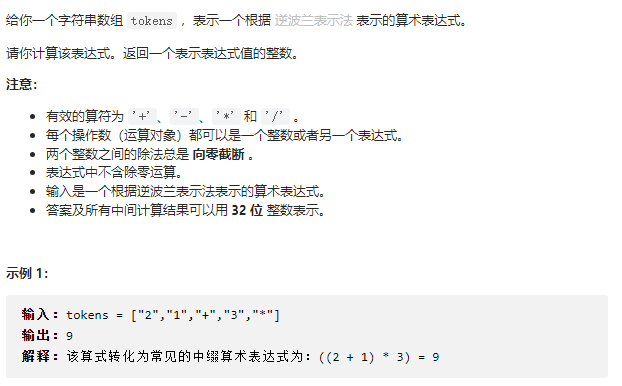 给你一个字符串数组 tokens ，表示一个根据 逆波兰表示法 表示的算术表达式。
请你计算该表达式。返回一个表示表达式值的整数。
注意：
• 有效的算符为 '+'、'-'、'*' 和 '/' 。
• 每个操作数（运算对象）都可以是一个整数或者另一个表达式。
• 两个整数之间的除法总是 向零截断 。
• 表达式中不含除零运算。
• 输入是一个根据逆波兰表示法表示的算术表达式。
• 答案及所有中间计算结果可以用 32 位 整数表示。
示例 1：
输入：tokens = ["2","1","+","3","*"]
输出：9
解释：该算式转化为常见的中缀算术表达式为：((2 + 1) * 3) = 9